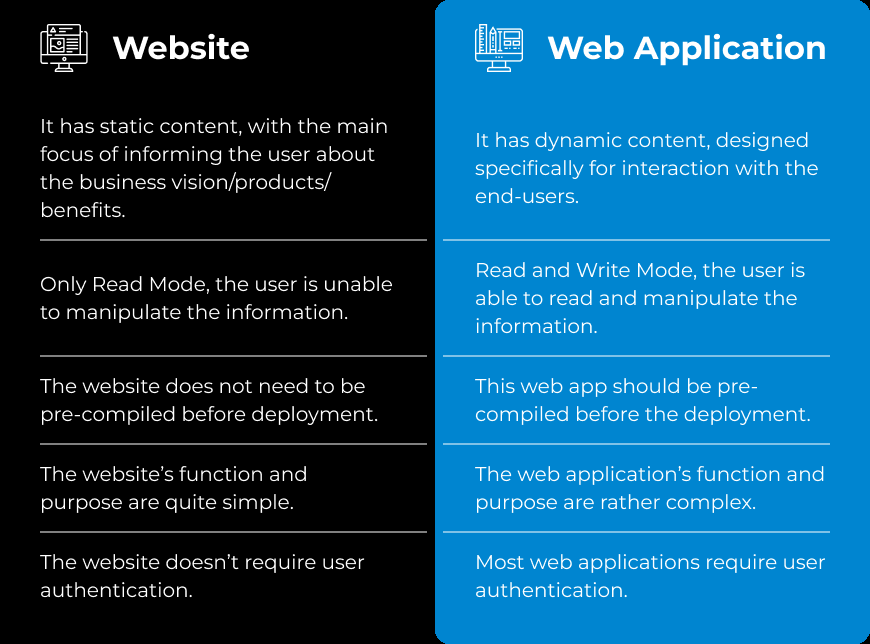 Website
Web Application
It has static content, with the main
focus of informing the user about
the business vision/products/
benefits.
It has dynamic content, designed
specifically for interaction with the
end-users.
Only Read Mode, the user is unable
to manipulate the information.
Read and Write Mode, the user is
able to read and manipulate the
information.
The website does not need to be
pre-compiled before deployment.
This web app should be pre-
compiled before the deployment.
The website’s function and
purpose are quite simple.
The web application’s function and
purpose are rather complex.
The website doesn’t require user
authentication.
Most web applications require user
authentication.